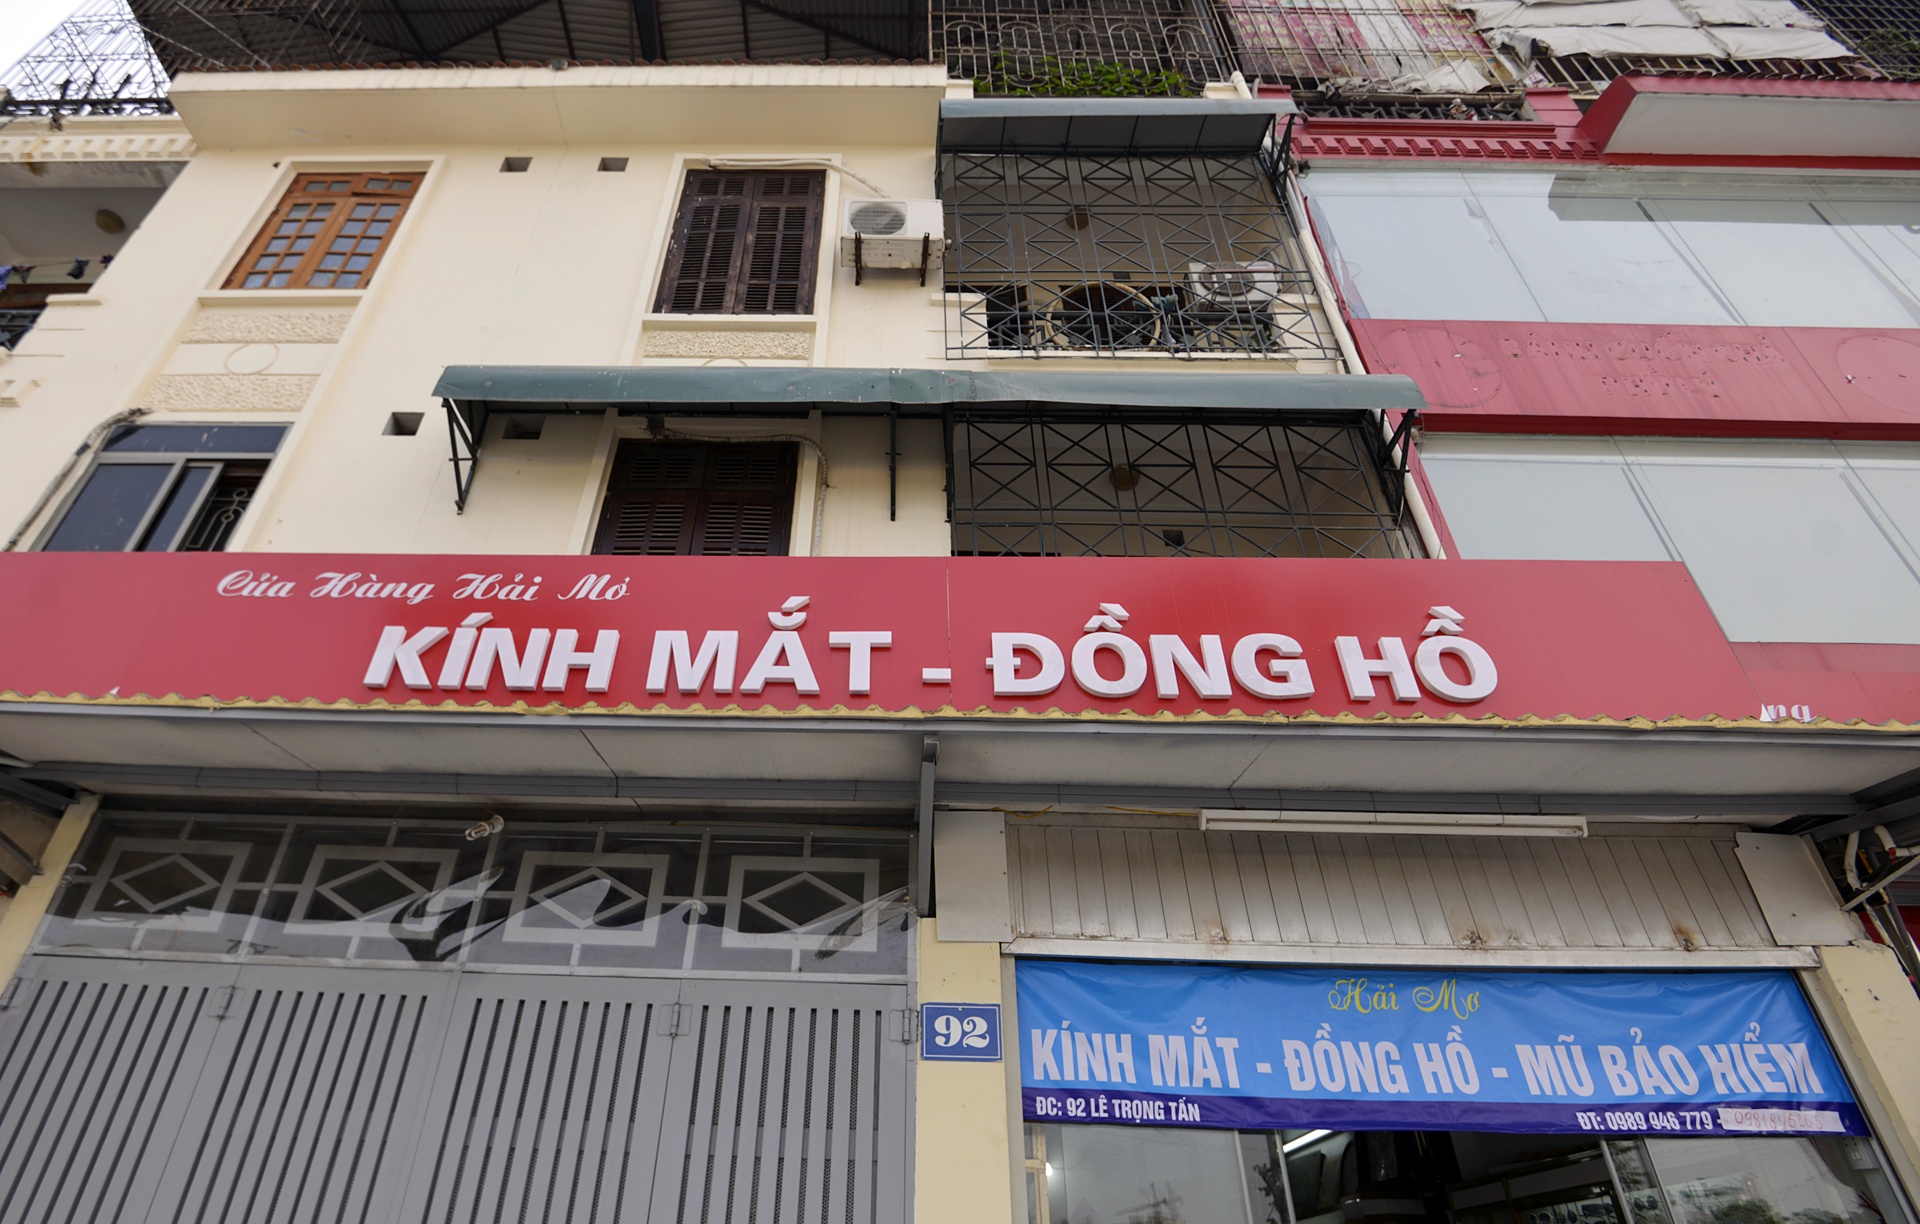 Cửa Hàng Hải Mơ
KÍNH MẮT - ĐỒNG HỒ
92
Hải Mơ
KÍNH MẮT - ĐỒNG HỒ - MŨ BẢO HIỂM
ĐC: 92 LÊ TRỌNG TẤN
ĐT: 0989 946 779 -